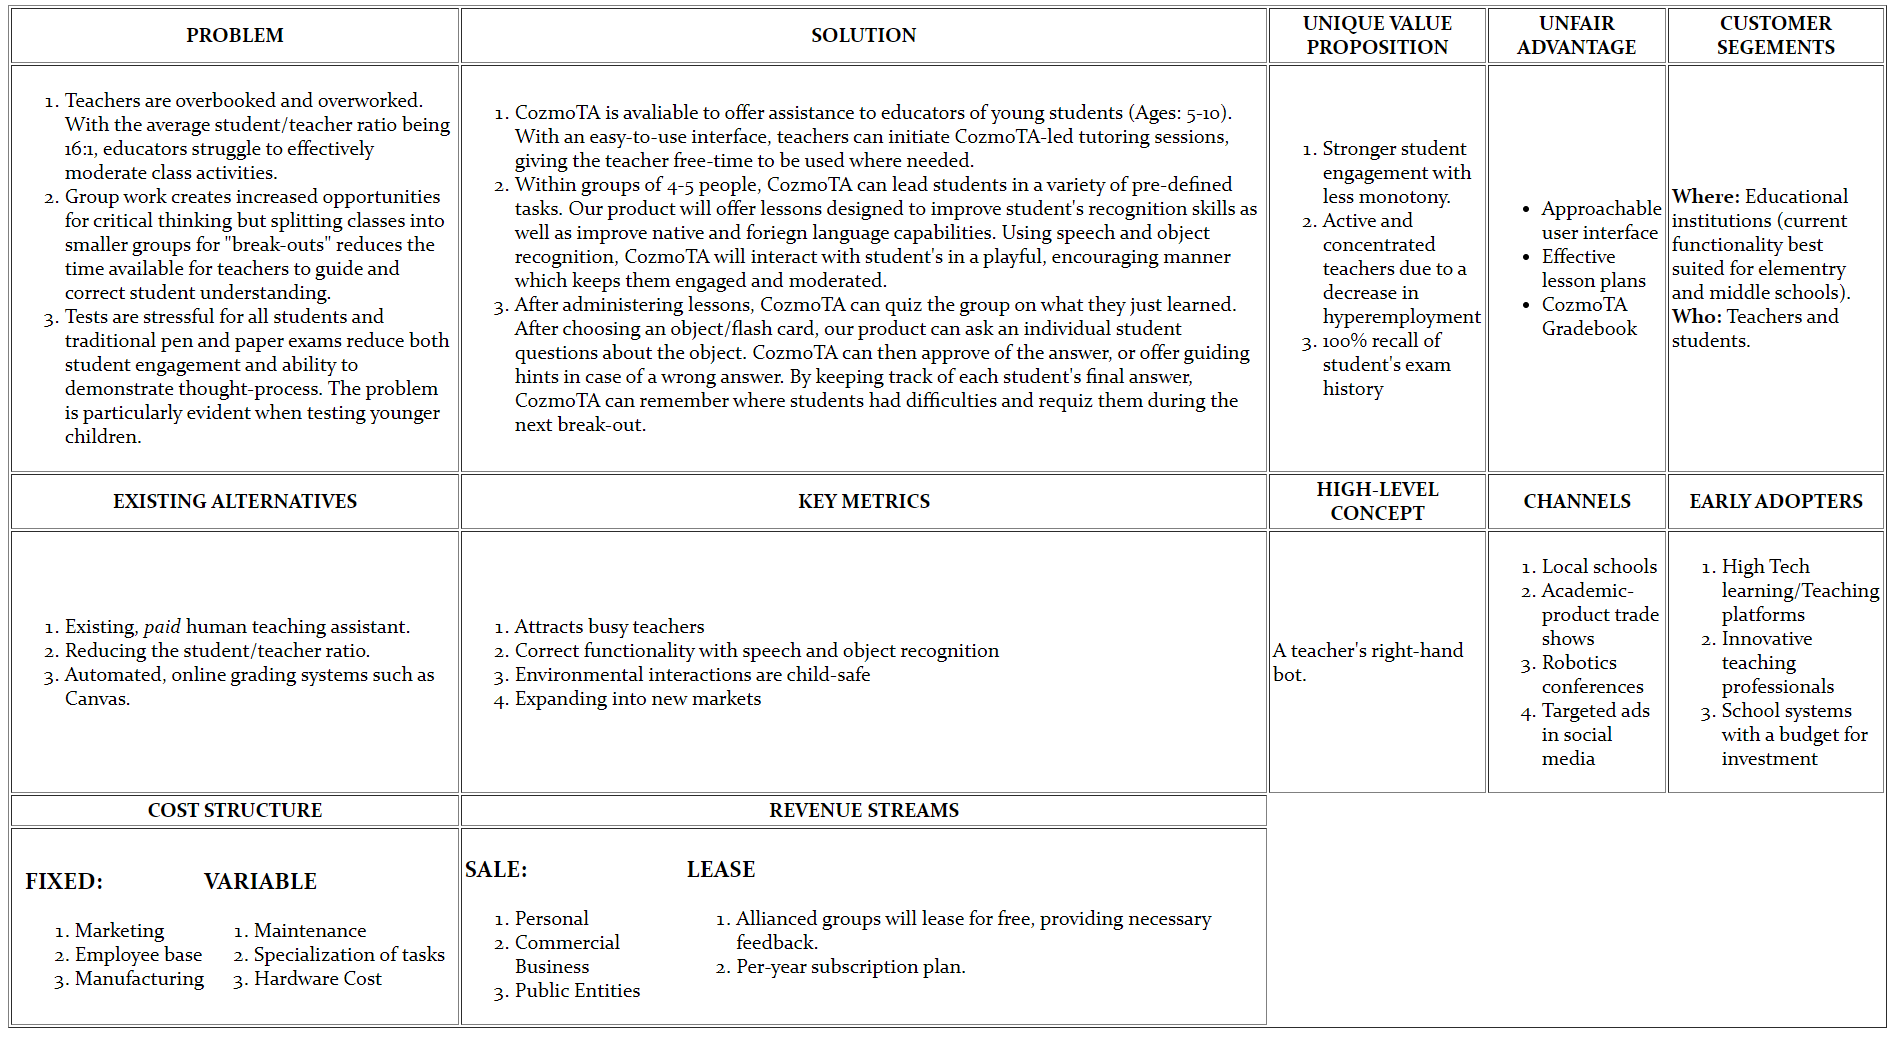 PROBLEM
SOLUTION
UNIQUE VALUE
PROPOSITION
UNFAIR
ADVANTAGE
CUSTOMER
SEGEMENTS
1. Teachers are overbooked and overworked.
With the average student/teacher ratio being
16:1, educators struggle to effectively
moderate class activities.
2. Group work creates increased opportunities
for critical thinking but splitting classes into
smaller groups for "break-outs" reduces the
time available for teachers to guide and
correct student understanding.
3. Tests are stressful for all students and
traditional pen and paper exams reduce both
student engagement and ability to
demonstrate thought-process. The problem
is particularly evident when testing younger
children.
1. CozmoTA is avaliable to offer assistance to educators of young students (Ages: 5-10).
With an easy-to-use interface, teachers can initiate CozmoTA-led tutoring sessions,
giving the teacher free-time to be used where needed.
2. Within groups of 4-5 people, CozmoTA can lead students in a variety of pre-defined
tasks. Our product will offer lessons designed to improve student's recognition skills as
well as improve native and foriegn language capabilities. Using speech and object
recognition, CozmoTA will interact with student's in a playful, encouraging manner
which keeps them engaged and moderated.
3. After administering lessons, CozmoTA can quiz the group on what they just learned.
After choosing an object/flash card, our product can ask an individual student
questions about the object. CozmoTA can then approve of the answer, or offer guiding
hints in case of a wrong answer. By keeping track of each student's final answer,
CozmoTA can remember where students had difficulties and requiz them during the
next break-out.
1. Stronger student
engagement with
less monotony.
2. Active and
concentrated
teachers due to a
decrease in
hyperemployment
3. 100% recall of
student's exam
history
• Approachable
user interface
• Effective
lesson plans
• CozmoTA
Gradebook
Where: Educational
institutions (current
functionality best
suited for elementry
and middle schools).
Who: Teachers and
students.
EXISTING ALTERNATIVES
KEY METRICS
HIGH-LEVEL
CONCEPT
CHANNELS
EARLY ADOPTERS
1. Existing, paid human teaching assistant.
2. Reducing the student/teacher ratio.
3. Automated, online grading systems such as
Canvas.
1. Attracts busy teachers
2. Correct functionality with speech and object recognition
3. Environmental interactions are child-safe
4. Expanding into new markets
A teacher's right-hand
bot.
1. Local schools
2. Academic-
product trade
shows
3. Robotics
conferences
4. Targeted ads
in social
media
1. High Tech
learning/Teaching
platforms
2. Innovative
teaching
professionals
3. School systems
with a budget for
investment
COST STRUCTURE
REVENUE STREAMS
FIXED:
1. Marketing
2. Employee base
3. Manufacturing
VARIABLE
1. Maintenance
2. Specialization of tasks
3. Hardware Cost
SALE:
1. Personal
2. Commercial
Business
3. Public Entities
LEASE
1. Allianced groups will lease for free, providing necessary
feedback.
2. Per-year subscription plan.